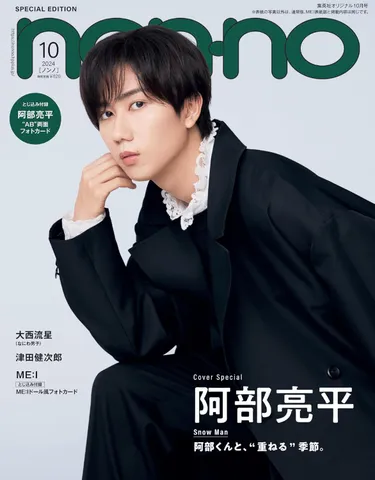 SPECIAL EDITION
集英社オリジナル10月号
non-no
10
2024
[ノンノ]
とじ込み付録
阿部亮平
“AB”両面
フォトカード
大西流星
(なにわ男子)
津田健次郎
ME:I
とじ込み付録
ME:Iドール風フォトカード
Cover Special
阿部亮平
Snow Man
阿部くんと、“重ねる”季節。